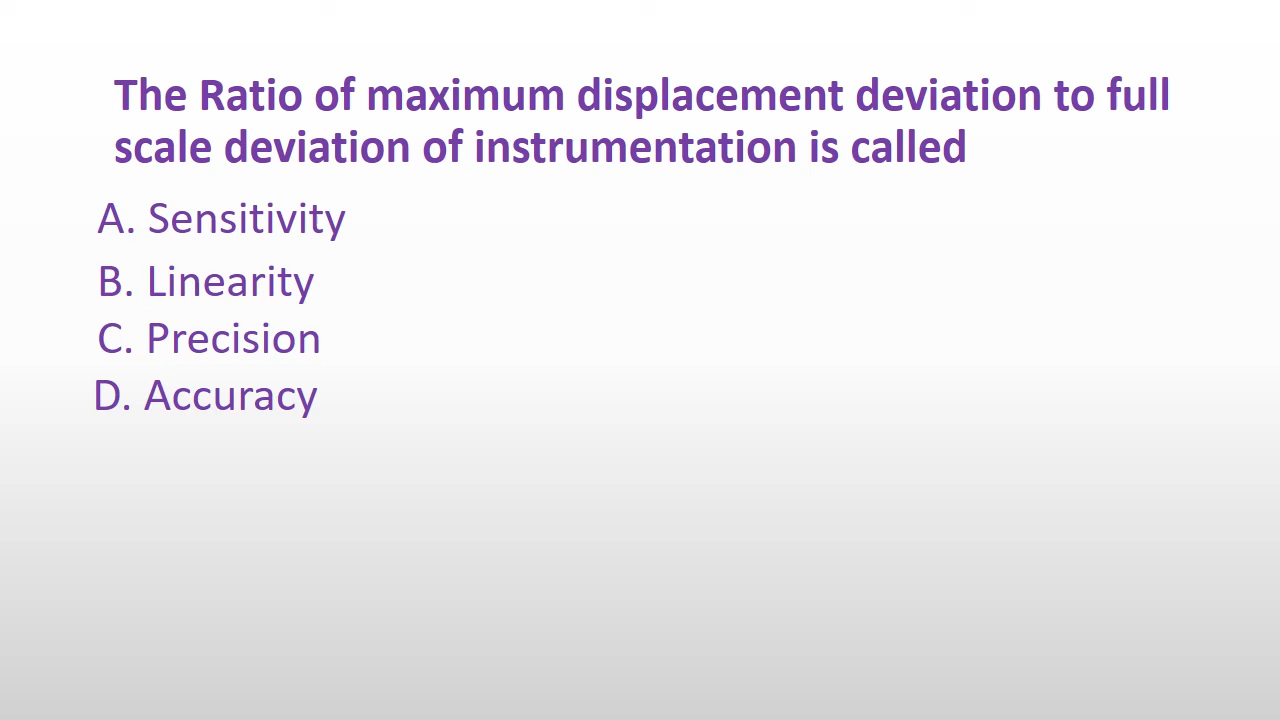 The Ratio of maximum displacement deviation to full
scale deviation of instrumentation is called
A. Sensitivity
B. Linearity
C. Precision
D. Accuracy